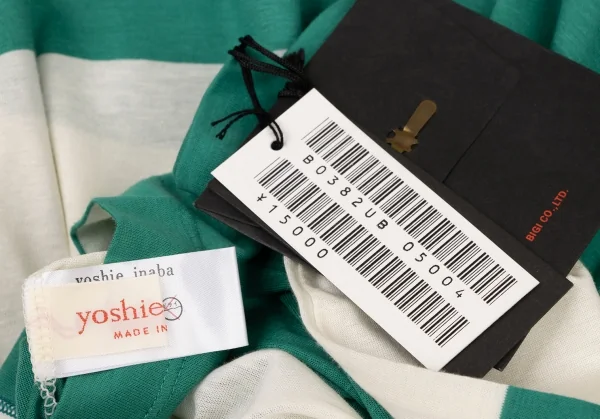 B0382UB 05004
¥15000
BIGI CO.,LTD.
yoshie inaba
yoshie
MADE IN